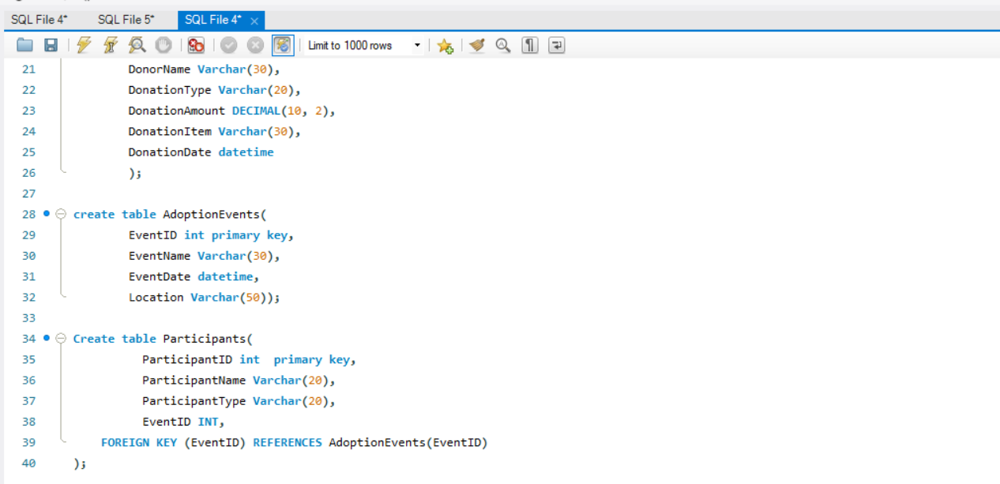 SQL File 4* SQL File 5* SQL File 4* ×
Limit to 1000 rows
21 DonorName Varchar(30),
22 DonationType Varchar(20),
23 DonationAmount DECIMAL(10, 2),
24 DonationItem Varchar(30),
25 DonationDate datetime
26 );
27
28 create table AdoptionEvents(
29 EventID int primary key,
30 EventName Varchar(30),
31 EventDate datetime,
32 Location Varchar(50));
33
34 Create table Participants(
35 ParticipantID int  primary key,
36 ParticipantName Varchar(20),
37 ParticipantType Varchar(20),
38 EventID INT,
39 FOREIGN KEY (EventID) REFERENCES AdoptionEvents(EventID)
40 );